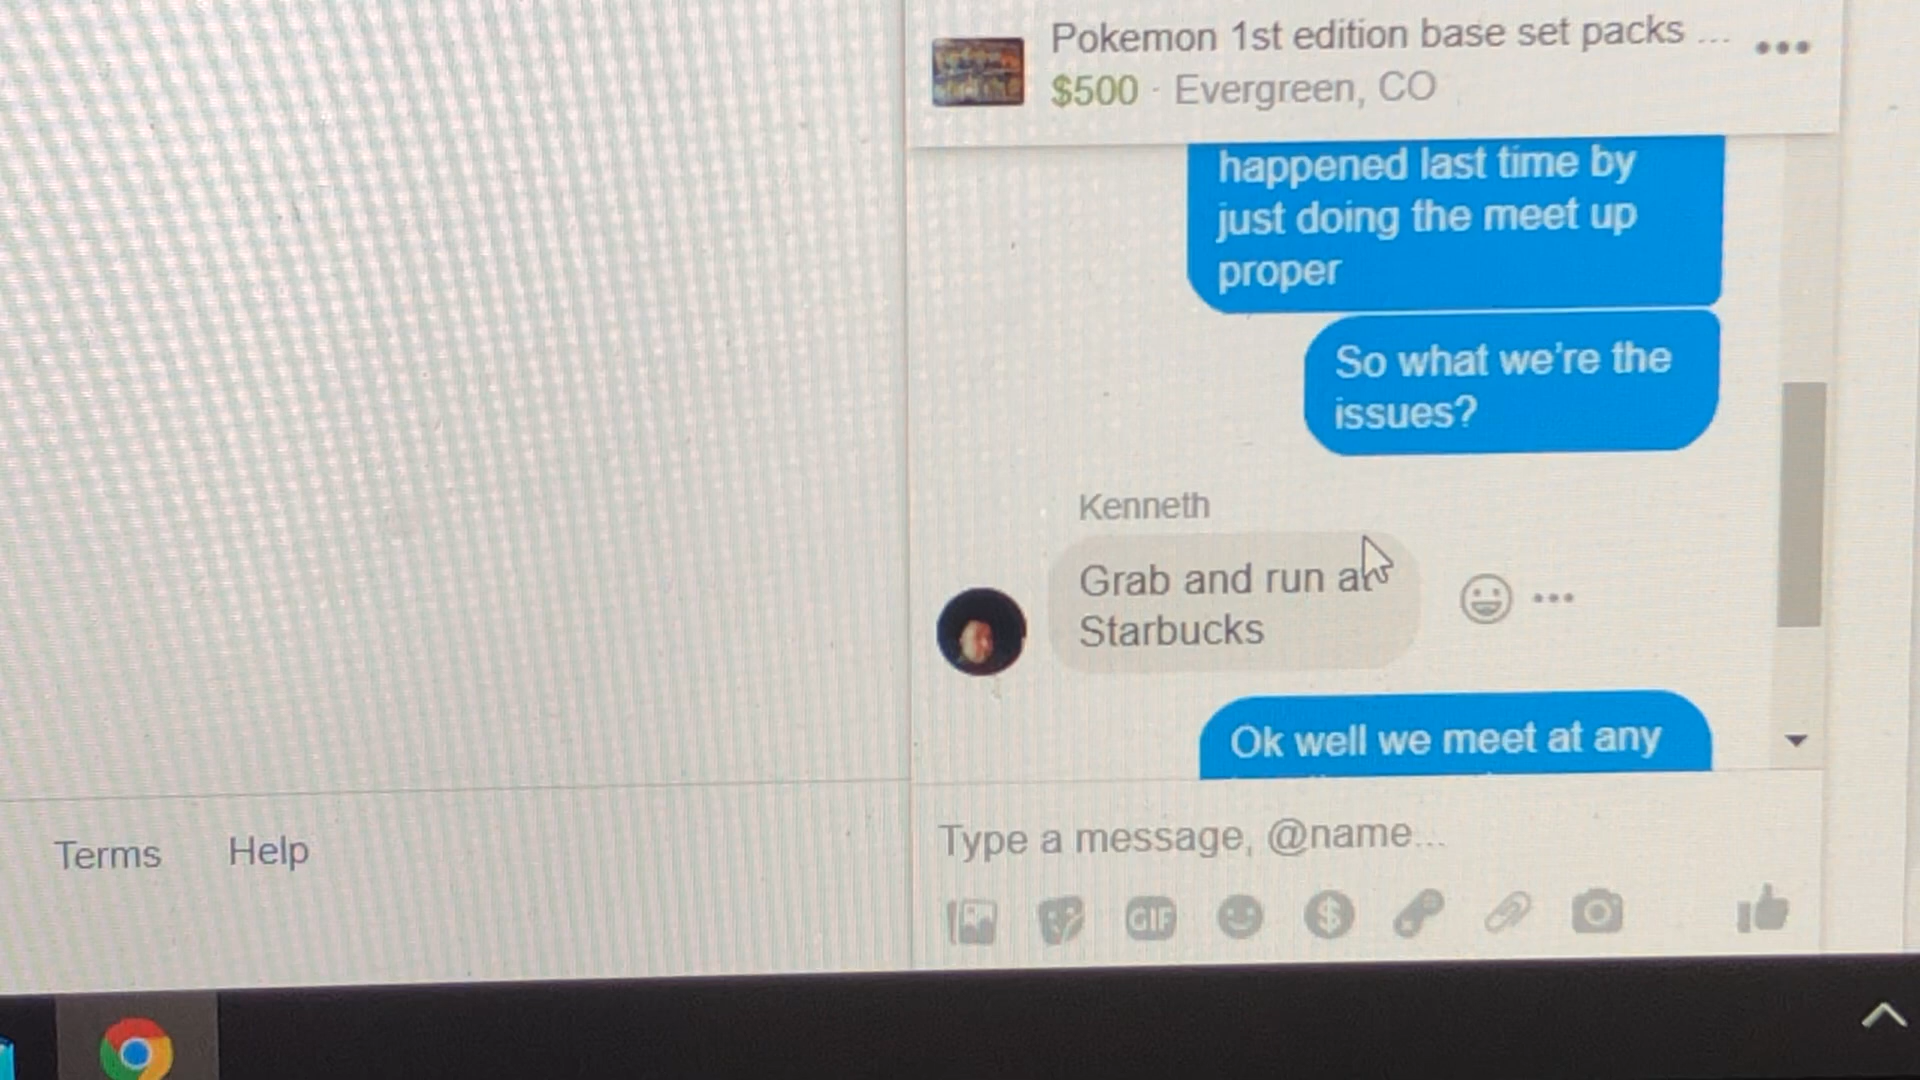 Pokemon 1st edition base set packs ...
$500 · Evergreen, CO
happened last time by
just doing the meet up
proper
So what we're the
issues?
Kenneth
Grab and run at
Starbucks
Ok well we meet at any
Type a message, @name...
GIF
Terms Help